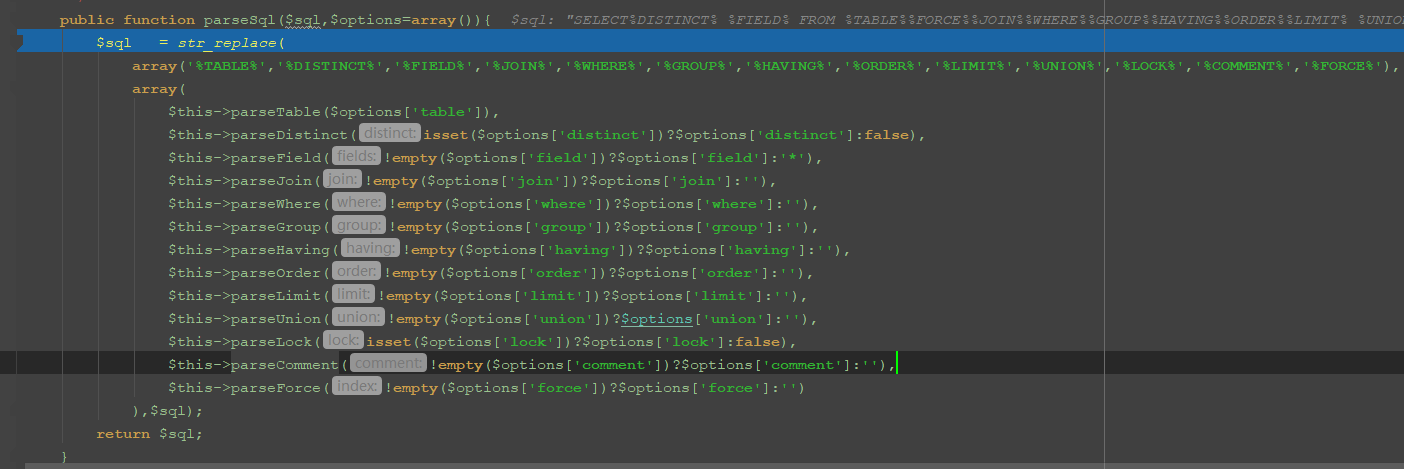 public function parseSql($sql,$options=array()){  $sql: "SELECT%DISTINCT% %FIELD% FROM %TABLE%%FORCE%%JOIN%%WHERE%%GROUP%%HAVING%%ORDER%%LIMIT% %UNIO
$sql   = str_replace(
array('%TABLE%','%DISTINCT%','%FIELD%','%JOIN%','%WHERE%','%GROUP%','%HAVING%','%ORDER%','%LIMIT%','%UNION%','%LOCK%','%COMMENT%','%FORCE%'),
array(
$this->parseTable($options['table']),
$this->parseDistinct( distinct: isset($options['distinct'])?$options['distinct']:false),
$this->parseField( fields: !empty($options['field'])?$options['field']:'*'),
$this->parseJoin( join: !empty($options['join'])?$options['join']:''),
$this->parseWhere( where: !empty($options['where'])?$options['where']:''),
$this->parseGroup( group: !empty($options['group'])?$options['group']:''),
$this->parseHaving( having: !empty($options['having'])?$options['having']:''),
$this->parseOrder( order: !empty($options['order'])?$options['order']:''),
$this->parseLimit( limit: !empty($options['limit'])?$options['limit']:''),
$this->parseUnion( union: !empty($options['union'])?$options['union']:''),
$this->parseLock( lock: isset($options['lock'])?$options['lock']:false),
$this->parseComment( comment: !empty($options['comment'])?$options['comment']:''),
$this->parseForce( index: !empty($options['force'])?$options['force']:'')
),$sql);
return $sql;
}